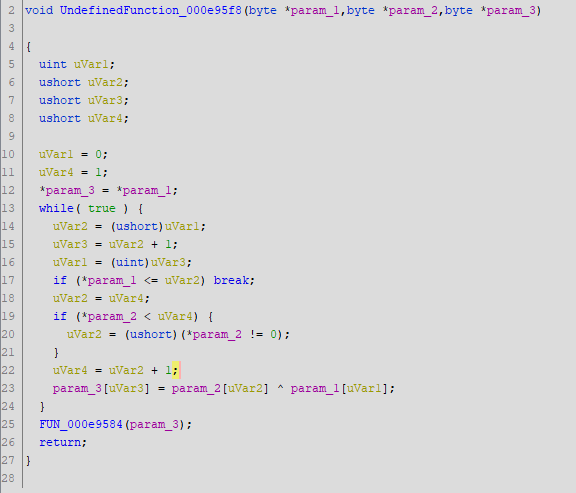 2 void UndefinedFunction_000e95f8(byte *param_1,byte *param_2,byte *param_3)
3
4 {
5 uint uVar1;
6 ushort uVar2;
7 ushort uVar3;
8 ushort uVar4;
9
10 uVar1 = 0;
11 uVar4 = 1;
12 *param_3 = *param_1;
13 while( true ) {
14 uVar2 = (ushort)uVar1;
15 uVar3 = uVar2 + 1;
16 uVar1 = (uint)uVar3;
17 if (*param_1 <= uVar2) break;
18 uVar2 = uVar4;
19 if (*param_2 < uVar4) {
20 uVar2 = (ushort)(*param_2 != 0);
21 }
22 uVar4 = uVar2 + 1;
23 param_3[uVar3] = param_2[uVar2] ^ param_1[uVar1];
24 }
25 FUN_000e9584(param_3);
26 return;
27 }
28